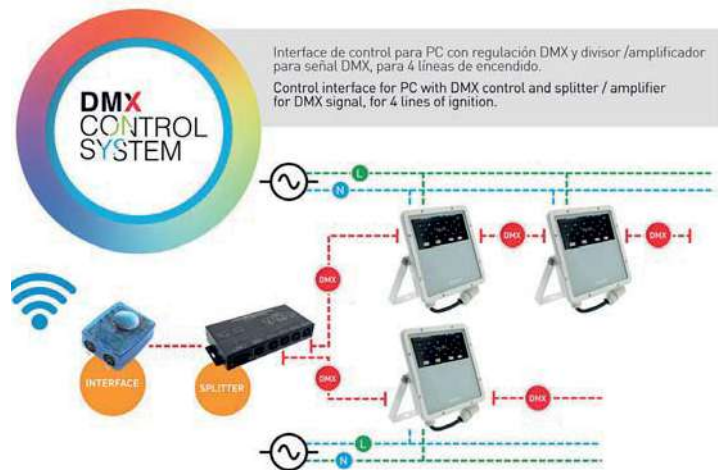 Interface de control para PC con regulación DMX y divisor /amplificador
para señal DMX, para 4 líneas de encendido.
Control interface for PC with DMX control and splitter / amplifier
for DMX signal, for 4 lines of ignition.
DMX
CONTROL
SYSTEM
L
N
DMX
DMX
DMX
INTERFACE
SPLITTER
DMX
DMX
L
N